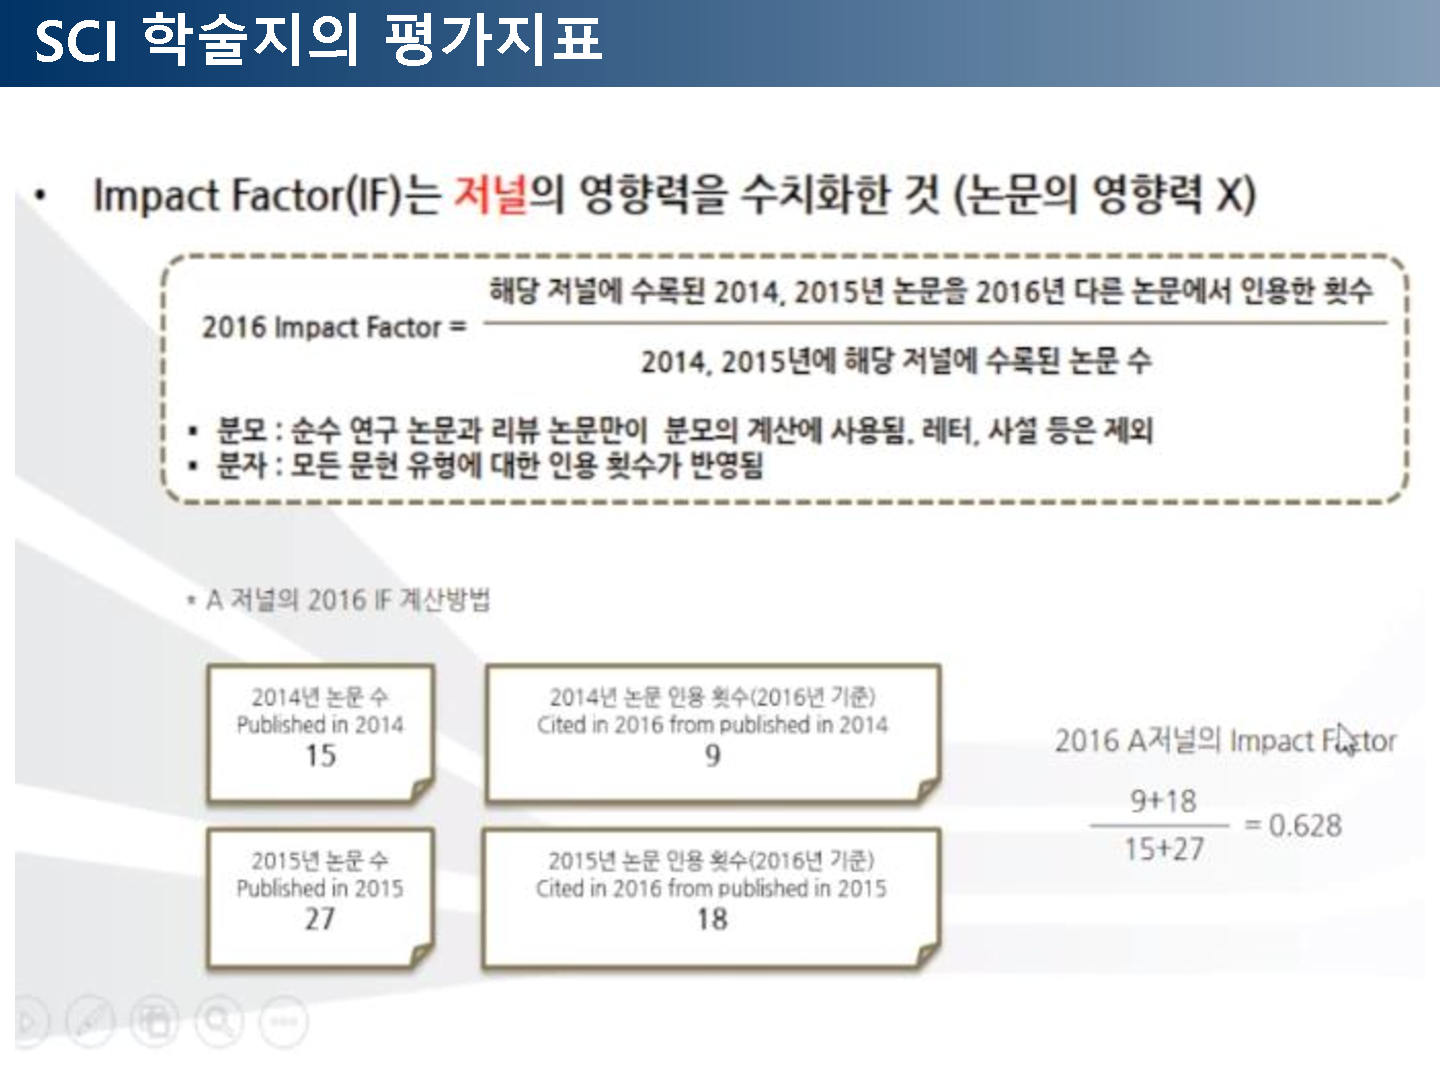 SCI 학술지의 평가지표
• Impact Factor(IF)는 저널의 영향력을 수치화한 것 (논문의 영향력 X)
해당 저널에 수록된 2014, 2015년 논문을 2016년 다른 논문에서 인용한 횟수
2016 Impact Factor =
2014, 2015년에 해당 저널에 수록된 논문 수
▪ 분모 : 순수 연구 논문과 리뷰 논문만이 분모의 계산에 사용됨. 레터, 사설 등은 제외
▪ 분자 : 모든 문헌 유형에 대한 인용 횟수가 반영됨
* A 저널의 2016 IF 계산방법
2014년 논문 수
Published in 2014
15
2014년 논문 인용 횟수(2016년 기준)
Cited in 2016 from published in 2014
9
2015년 논문 수
Published in 2015
27
2015년 논문 인용 횟수(2016년 기준)
Cited in 2016 from published in 2015
18
2016 A저널의 Impact Factor
9+18
= 0.628
15+27